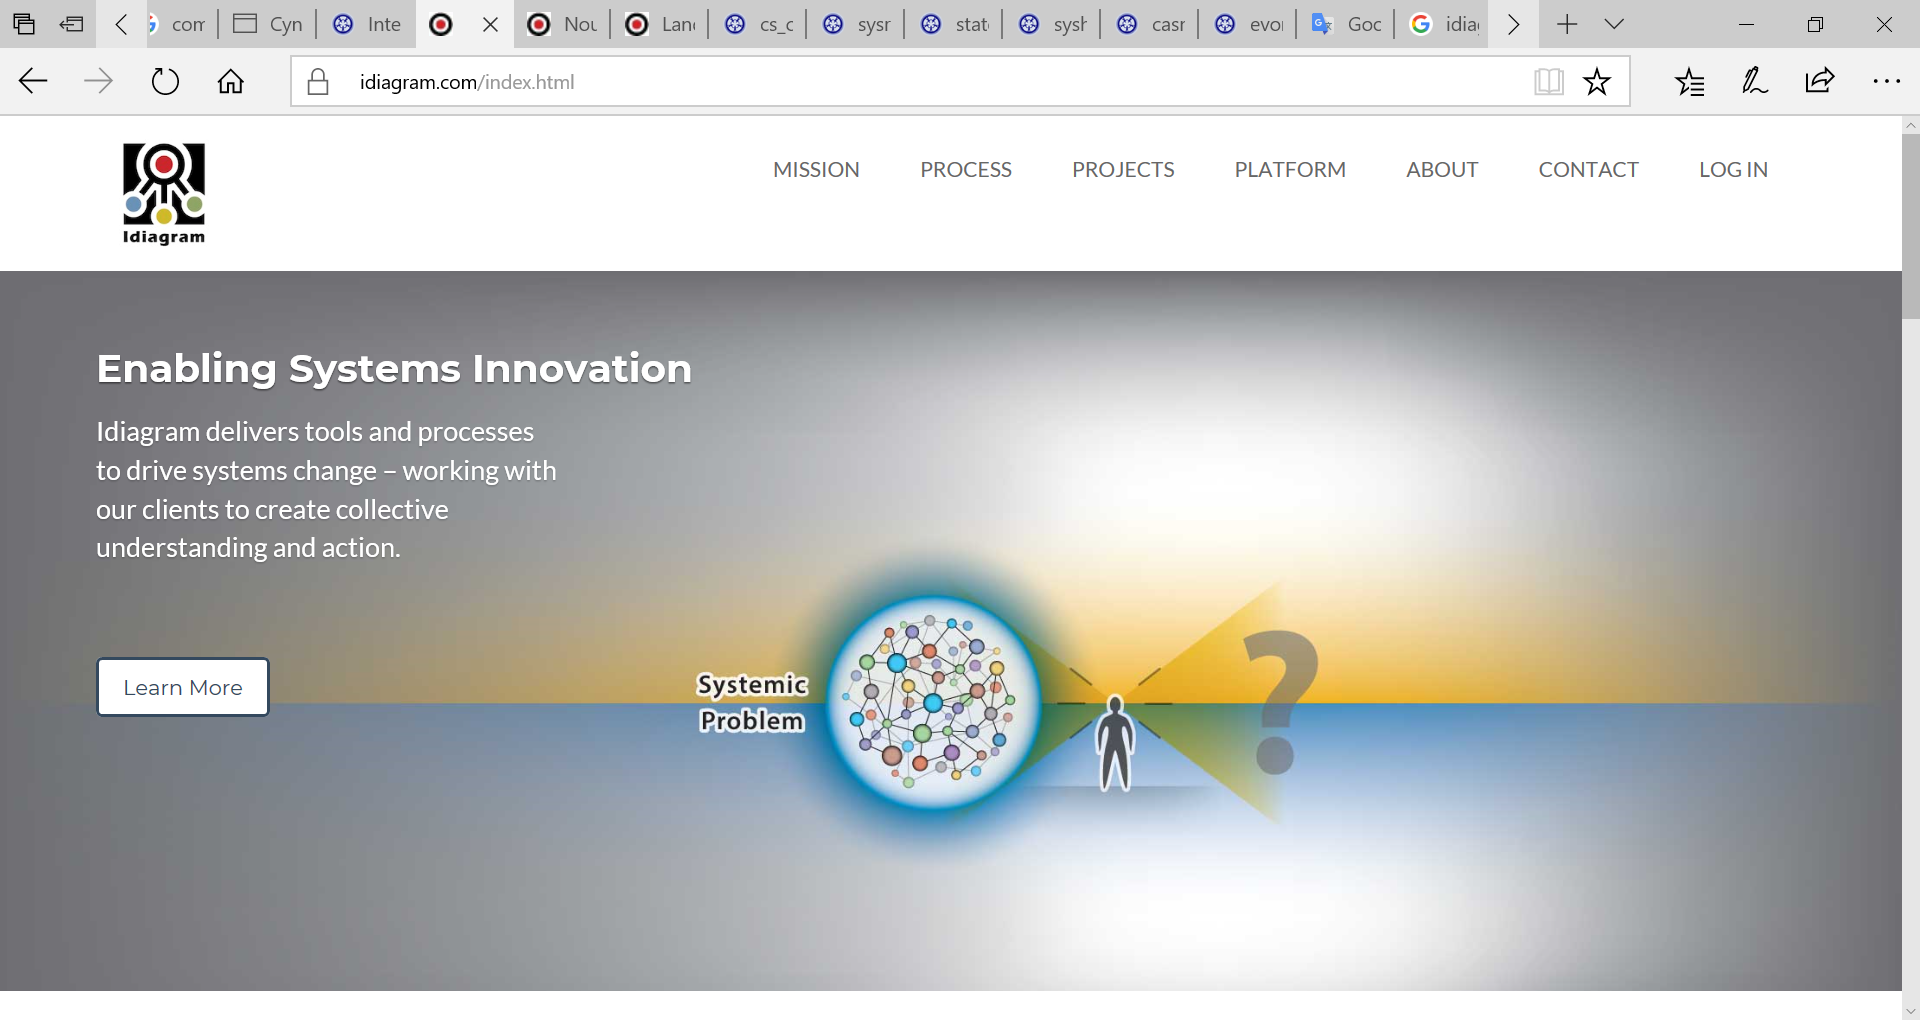 com
Cyn
Inte
Nou
Land
cs_c
sysr
stat
sysh
casr
evo
Goc
idia
idiagram.com/index.html
Idiagram
MISSION
PROCESS
PROJECTS
PLATFORM
ABOUT
CONTACT
LOG IN
Enabling Systems Innovation
Idiagram delivers tools and processes
to drive systems change – working with
our clients to create collective
understanding and action.
Learn More
Systemic
Problem
?